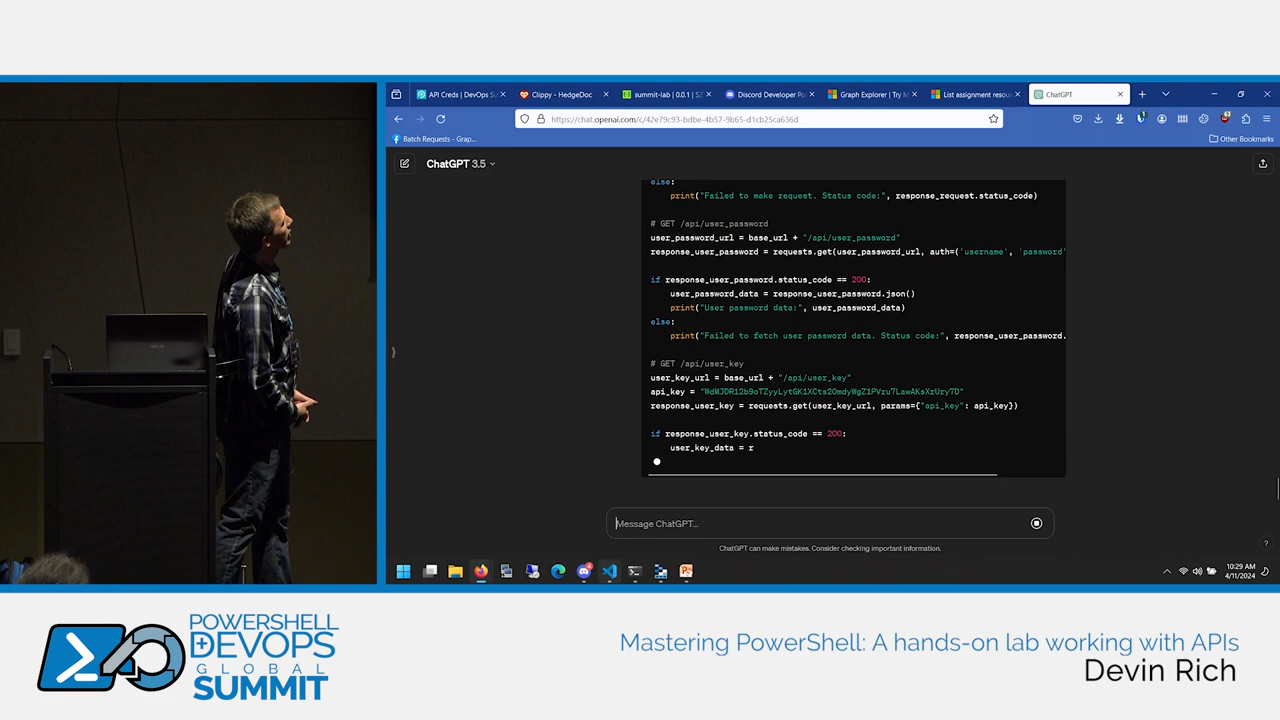 API Creds | DevOps Su
Clippy - HedgeDoc
summit-lab | 0.0.1 | S
Discord Developer Po
Graph Explorer | Try M
List assignment resou
ChatGPT
https://chat.openai.com/c/42e79c93-bdbe-4b57-9b65-d1cb25ca636d
Batch Requests - Grap...
Other Bookmarks
ChatGPT 3.5
else:
print("Failed to make request. Status code:", response_request.status_code)
# GET /api/user_password
user_password_url = base_url + "/api/user_password"
response_user_password = requests.get(user_password_url, auth=('username', 'password'
if response_user_password.status_code == 200:
user_password_data = response_user_password.json()
print("User password data:", user_password_data)
else:
print("Failed to fetch user password data. Status code:", response_user_password.
# GET /api/user_key
user_key_url = base_url + "/api/user_key"
api_key =
response_user_key = requests.get(user_key_url, params={"api_key": api_key})
if response_user_key.status_code == 200:
user_key_data = r
Message ChatGPT...
ChatGPT can make mistakes. Consider checking important information.
10:29 AM
4/11/2024
POWERSHELL
+DEVOPS
GLOBAL
SUMMIT
Mastering PowerShell: A hands-on lab working with APIs
Devin Rich